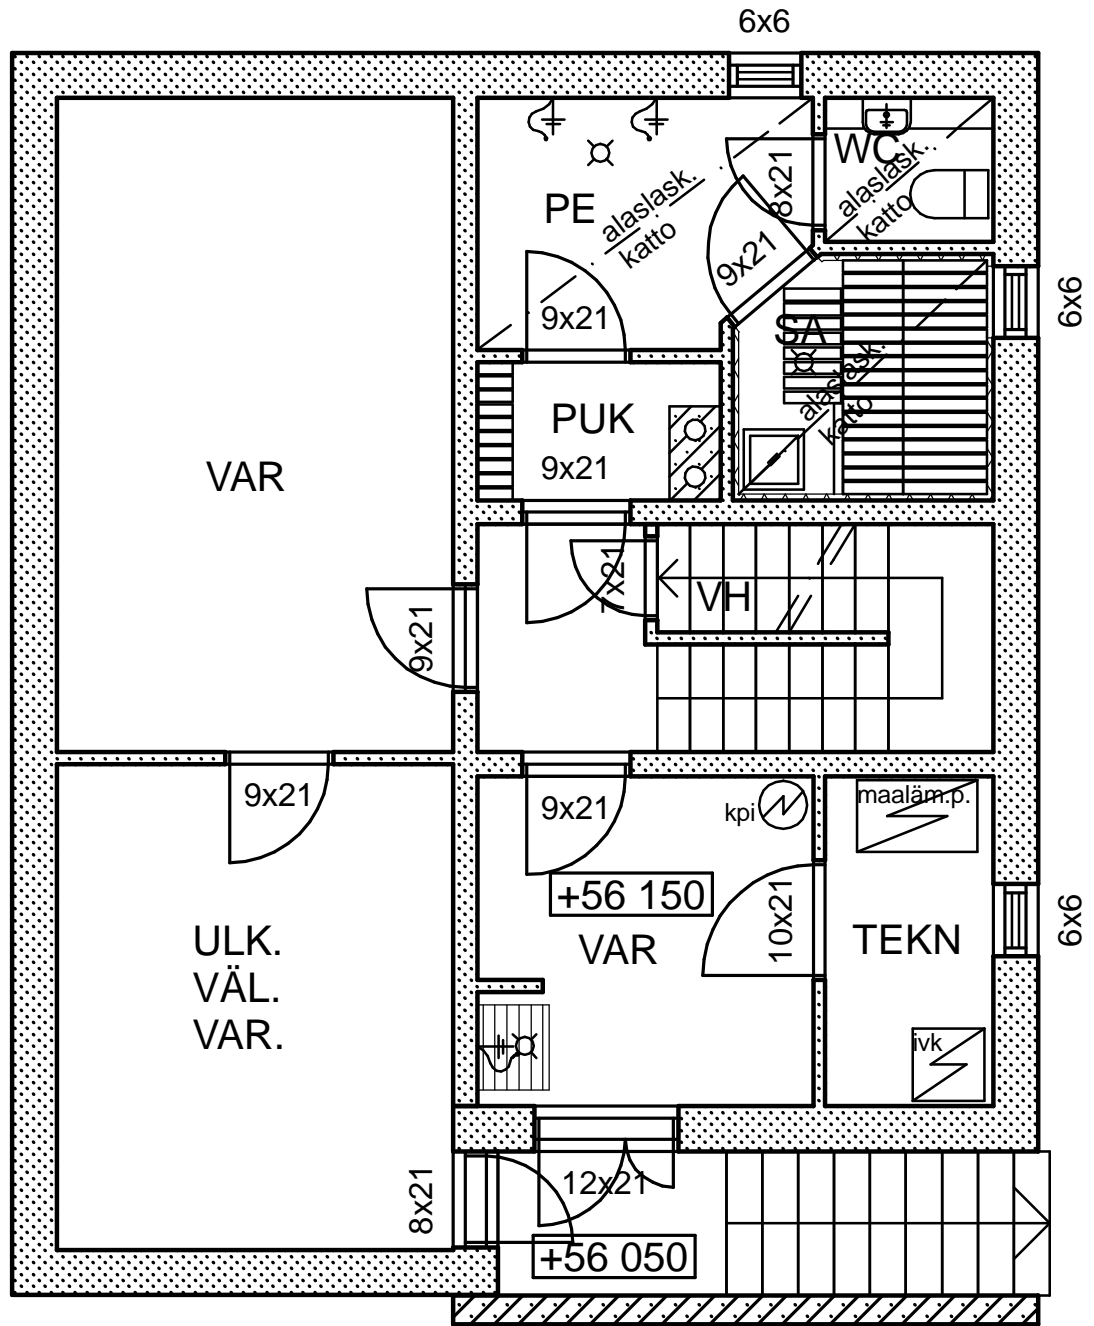 6x6
WC
8x21
alaslask.
katto
PE
alaslask.
katto
9x21
9x21
6x6
SA
alaslask.
katto
PUK
9x21
VAR
7x21
VH
9x21
9x21
9x21
kpi
maaläm.p.
+56 150
10x21
VAR
TEKN
6x6
ULK.
VÄL.
VAR.
ivk
8x21
12x21
+56 050